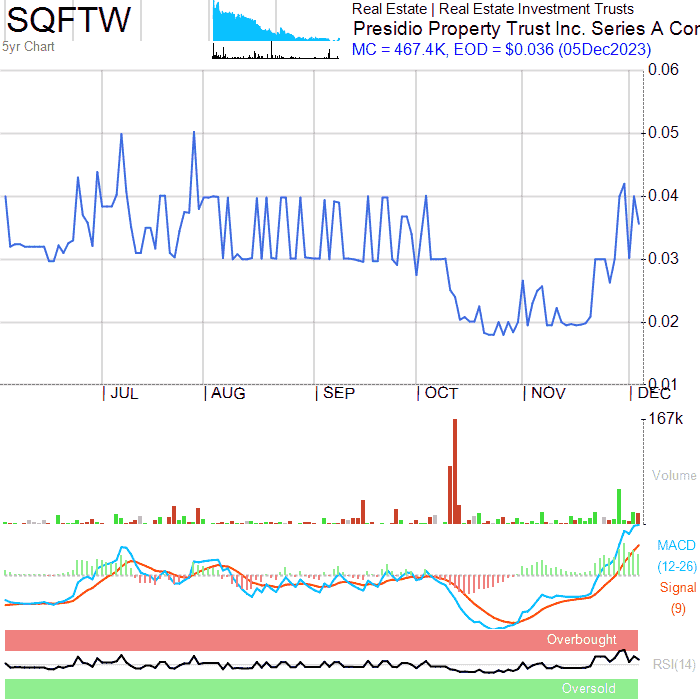 SQFTW
5yr Chart
Real Estate | Real Estate Investment Trusts
Presidio Property Trust Inc. Series A Cor
MC = 467.4K, EOD = $0.036 (05Dec2023)
0.06
0.05
0.04
0.03
0.02
0.01
JUL AUG SEP OCT NOV DEC
167k
Volume
MACD
(12-26)
Signal
(9)
Overbought
RSI(14)
Oversold